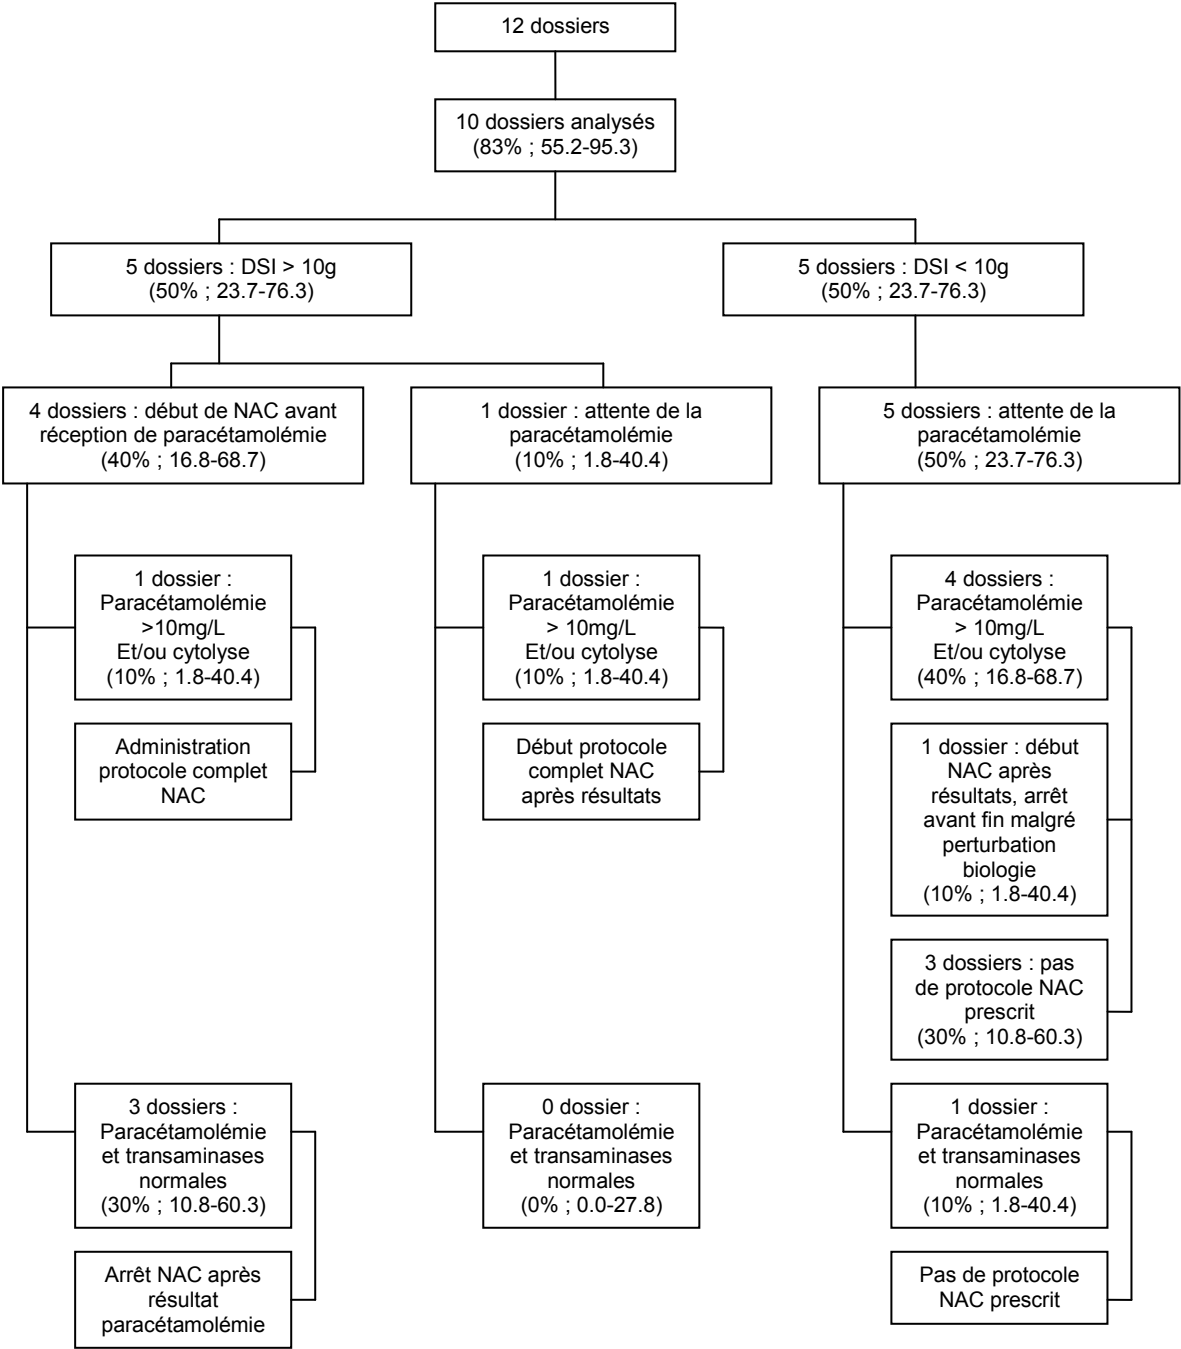 12 dossiers
10 dossiers analysés
(83% ; 55.2-95.3)
5 dossiers : DSI > 10g
(50% ; 23.7-76.3)
5 dossiers : DSI < 10g
(50% ; 23.7-76.3)
4 dossiers : début de NAC avant
réception de paracétamolémie
(40% ; 16.8-68.7)
1 dossier : attente de la
paracétamolémie
(10% ; 1.8-40.4)
5 dossiers : attente de la
paracétamolémie
(50% ; 23.7-76.3)
1 dossier :
Paracétamolémie
>10mg/L
Et/ou cytolyse
(10% ; 1.8-40.4)
Administration
protocole complet
NAC
3 dossiers :
Paracétamolémie
et transaminases
normales
(30% ; 10.8-60.3)
Arrêt NAC après
résultat
paracétamolémie
1 dossier :
Paracétamolémie
> 10mg/L
Et/ou cytolyse
(10% ; 1.8-40.4)
Début protocole
complet NAC
après résultats
0 dossier :
Paracétamolémie
et transaminases
normales
(0% ; 0.0-27.8)
4 dossiers :
Paracétamolémie
> 10mg/L
Et/ou cytolyse
(40% ; 16.8-68.7)
1 dossier : début
NAC après
résultats, arrêt
avant fin malgré
perturbation
biologie
(10% ; 1.8-40.4)
3 dossiers : pas
de protocole NAC
prescrit
(30% ; 10.8-60.3)
1 dossier :
Paracétamolémie
et transaminases
normales
(10% ; 1.8-40.4)
Pas de protocole
NAC prescrit